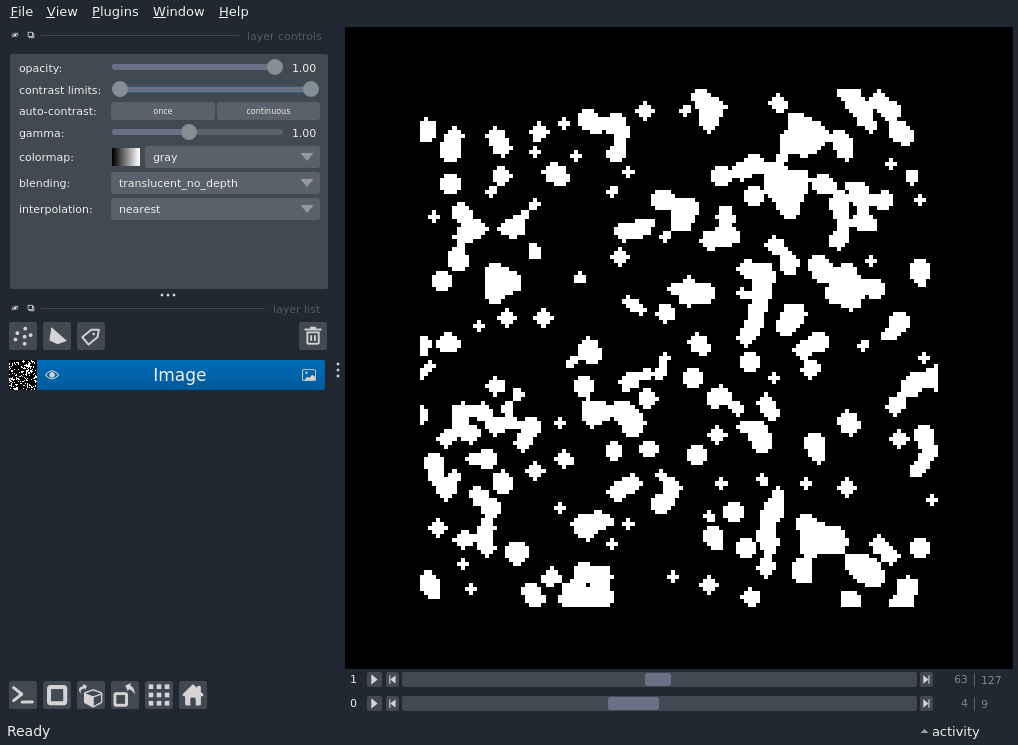 File View Plugins Window Help
layer controls
opacity: 1.00
contrast limits:
auto-contrast: once continuous
gamma: 1.00
colormap: gray
blending: translucent_no_depth
interpolation: nearest
layer list
Image
1 63 127
0 4 9
Ready activity